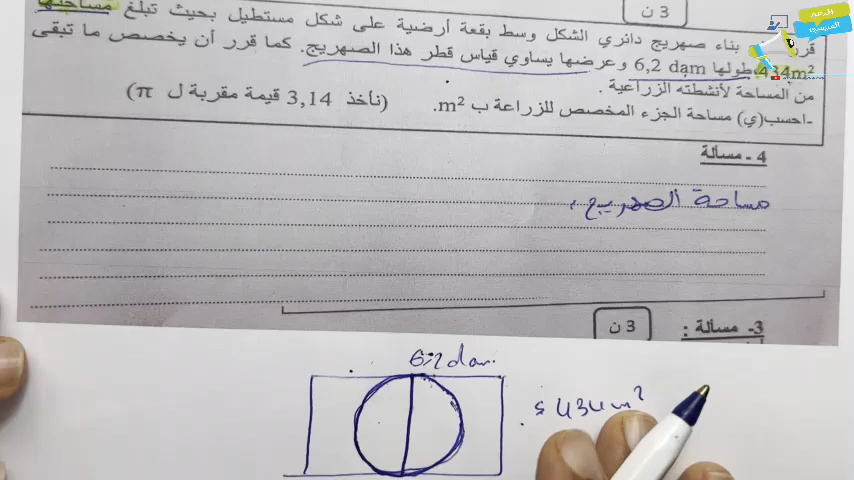 3 ن
بناء صهريج دائري الشكل وسط بقعة أرضية على شكل مستطيل بحيث تبلغ مساحتها
434m² طولها 6,2 dam وعرضها يساوي قياس قطر هذا الصهريج. كما قرر أن يخصص ما تبقى
من المساحة لأنشطته الزراعية.
-احسب(ي) مساحة الجزء المخصص للزراعة ب m². (نأخذ 3,14 قيمة مقربة ل π)
4 - مسألة
مساحة الصهريج:
3- مسألة :
3 ن
6,2 dam
434 m²